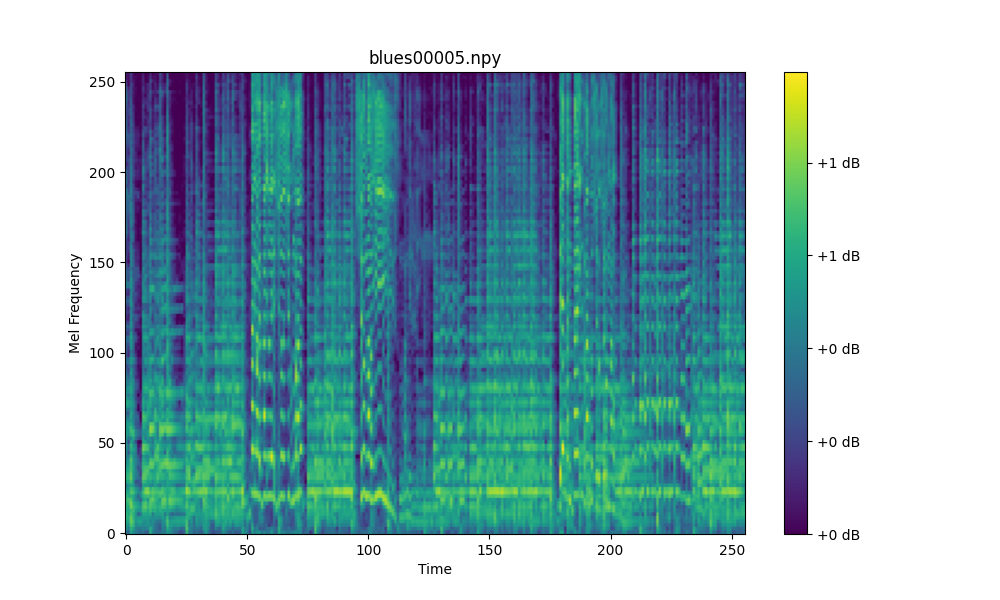 blues00005.npy
250
200
150
100
50
0
Mel Frequency
0 50 100 150 200 250
Time
+1 dB
+1 dB
+0 dB
+0 dB
+0 dB